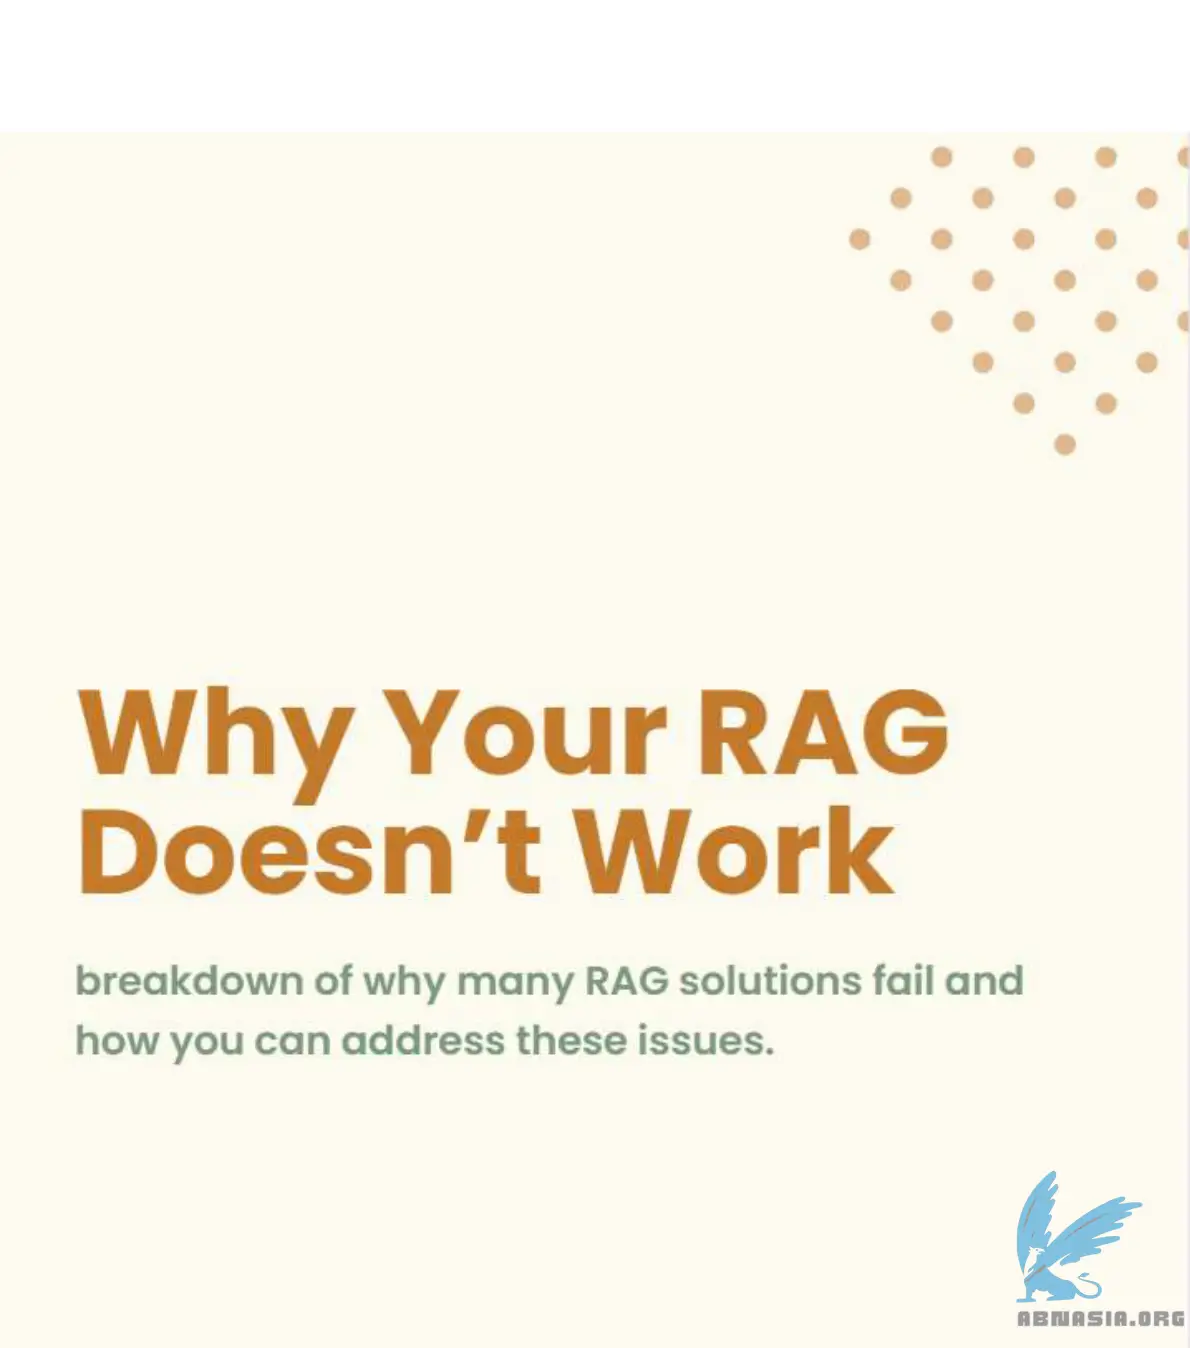 Why Your RAG
Doesn’t Work
breakdown of why many RAG solutions fail and
how you can address these issues.
ABNASIA.ORG